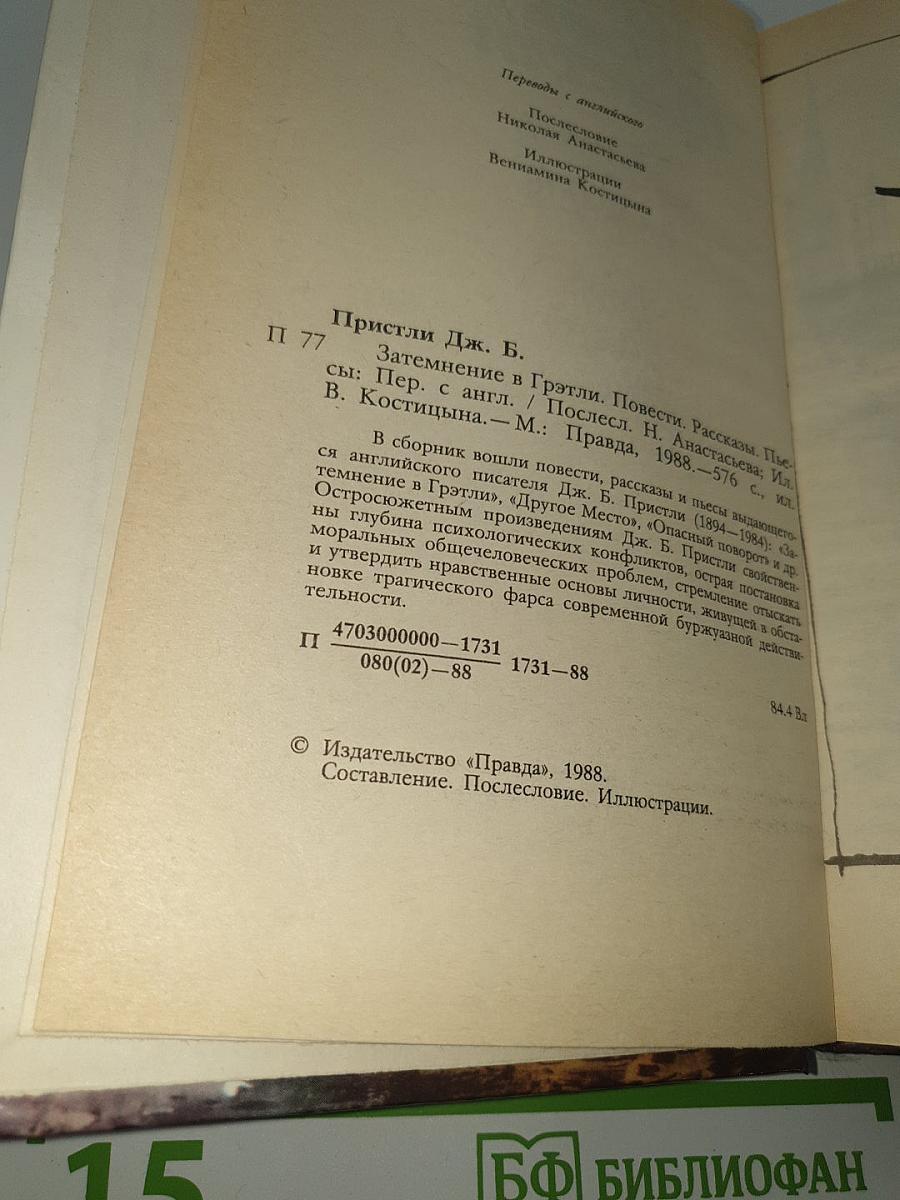 Переводы с английского
Послесловие
Николая Анастасьева
Иллюстрации
Вениамина Костицына
Пристли Дж. Б.
П 77
Затемнение в Грэтли. Повести. Рассказы. Пье-
сы: Пер. с англ. / Послесл. Н. Анастасьева; Ил.
В. Костицына.— М.: Правда, 1988.—576 с., ил.
В сборник вошли повести, рассказы и пьесы выдающего-
ся английского писателя Дж. Б. Пристли (1894—1984): «За-
темнение в Грэтли», «Другое Место», «Опасный поворот» и др.
Остросюжетным произведениям Дж. Б. Пристли свойствен-
ны глубина психологических конфликтов, острая постановка
моральных общечеловеческих проблем, стремление отыскать
и утвердить нравственные основы личности, живущей в обста-
новке трагического фарса современной буржуазной действи-
тельности.
П 4703000000—1731
080(02)—88 1731—88
84.4 Вл
© Издательство «Правда», 1988.
Составление. Послесловие. Иллюстрации.
15
БФ БИБЛИОФАН